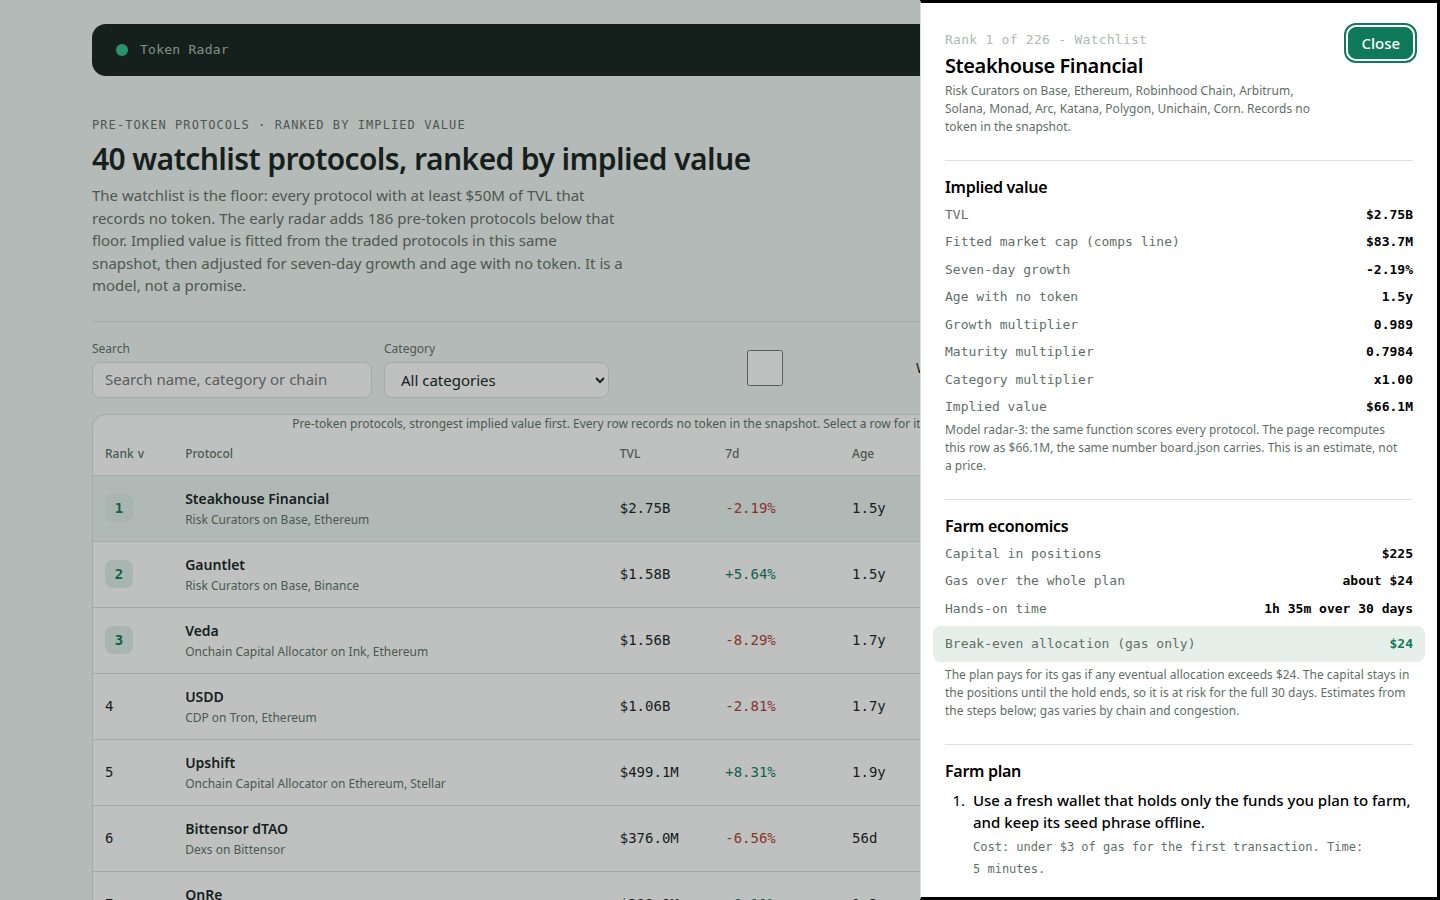 Token Radar
PRE-TOKEN PROTOCOLS · RANKED BY IMPLIED VALUE
40 watchlist protocols, ranked by implied value
The watchlist is the floor: every protocol with at least $50M of TVL that
records no token. The early radar adds 186 pre-token protocols below that
floor. Implied value is fitted from the traded protocols in this same
snapshot, then adjusted for seven-day growth and age with no token. It is a
model, not a promise.
Search
Category
Search name, category or chain
All categories
Pre-token protocols, strongest implied value first. Every row records no token in the snapshot. Select a row for it
Rank v Protocol TVL 7d Age
1 Steakhouse Financial $2.75B -2.19% 1.5y
Risk Curators on Base, Ethereum
2 Gauntlet $1.58B +5.64% 1.5y
Risk Curators on Base, Binance
3 Veda $1.56B -8.29% 1.7y
Onchain Capital Allocator on Ink, Ethereum
4 USDD $1.06B -2.81% 1.7y
CDP on Tron, Ethereum
5 Upshift $499.1M +8.31% 1.9y
Onchain Capital Allocator on Ethereum, Stellar
6 Bittensor dTAO $376.0M -6.56% 56d
Dexs on Bittensor
OnRe
Rank 1 of 226 - Watchlist
Close
Steakhouse Financial
Risk Curators on Base, Ethereum, Robinhood Chain, Arbitrum,
Solana, Monad, Arc, Katana, Polygon, Unichain, Corn. Records no
token in the snapshot.
Implied value
TVL $2.75B
Fitted market cap (comps line) $83.7M
Seven-day growth -2.19%
Age with no token 1.5y
Growth multiplier 0.989
Maturity multiplier 0.7984
Category multiplier x1.00
Implied value $66.1M
Model radar-3: the same function scores every protocol. The page recomputes
this row as $66.1M, the same number board.json carries. This is an estimate, not
a price.
Farm economics
Capital in positions $225
Gas over the whole plan about $24
Hands-on time 1h 35m over 30 days
Break-even allocation (gas only) $24
The plan pays for its gas if any eventual allocation exceeds $24. The capital stays in
the positions until the hold ends, so it is at risk for the full 30 days. Estimates from
the steps below; gas varies by chain and congestion.
Farm plan
1. Use a fresh wallet that holds only the funds you plan to farm,
and keep its seed phrase offline.
Cost: under $3 of gas for the first transaction. Time:
5 minutes.